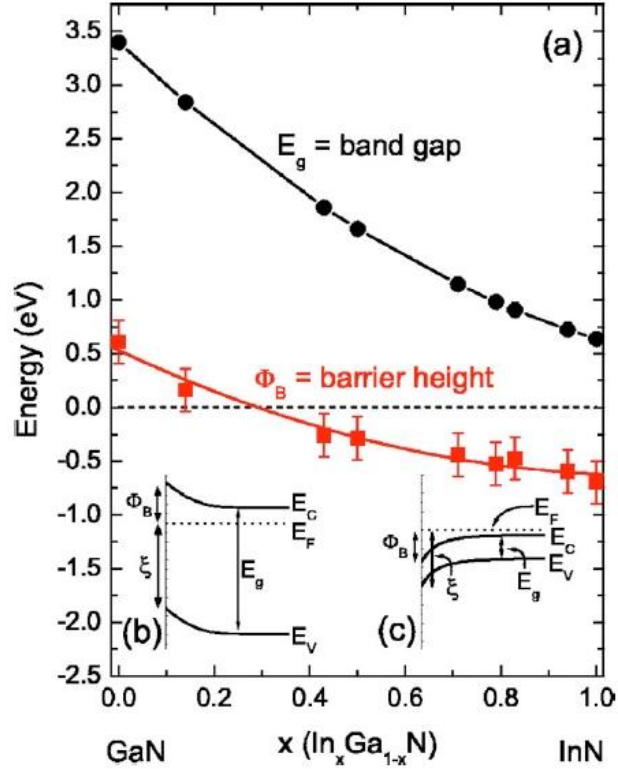 3.5
3.0
2.5
2.0
1.5
1.0
0.5
0.0
-0.5
-1.0
-1.5
-2.0
-2.5
Energy (eV)
(a)
E_g = band gap
Φ_B = barrier height
Φ_B
ξ
E_C
E_F
E_g
E_V
(b)
Φ_B
ξ
E_F
E_C
E_V
E_g
(c)
0.0 0.2 0.4 0.6 0.8 1.0
GaN x (In_xGa_{1-x}N) InN